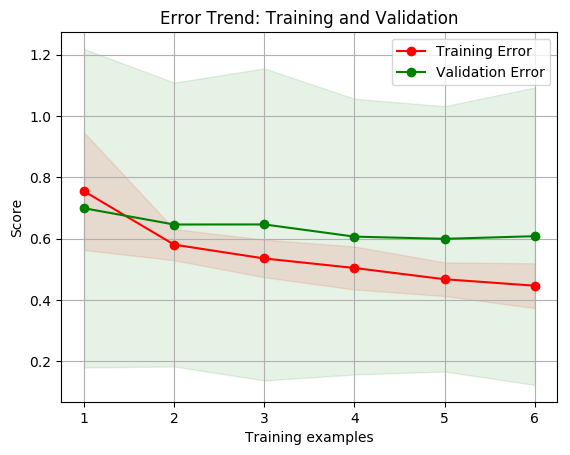 Error Trend: Training and Validation
Training Error
Validation Error
Score
1.2
1.0
0.8
0.6
0.4
0.2
1 2 3 4 5 6
Training examples